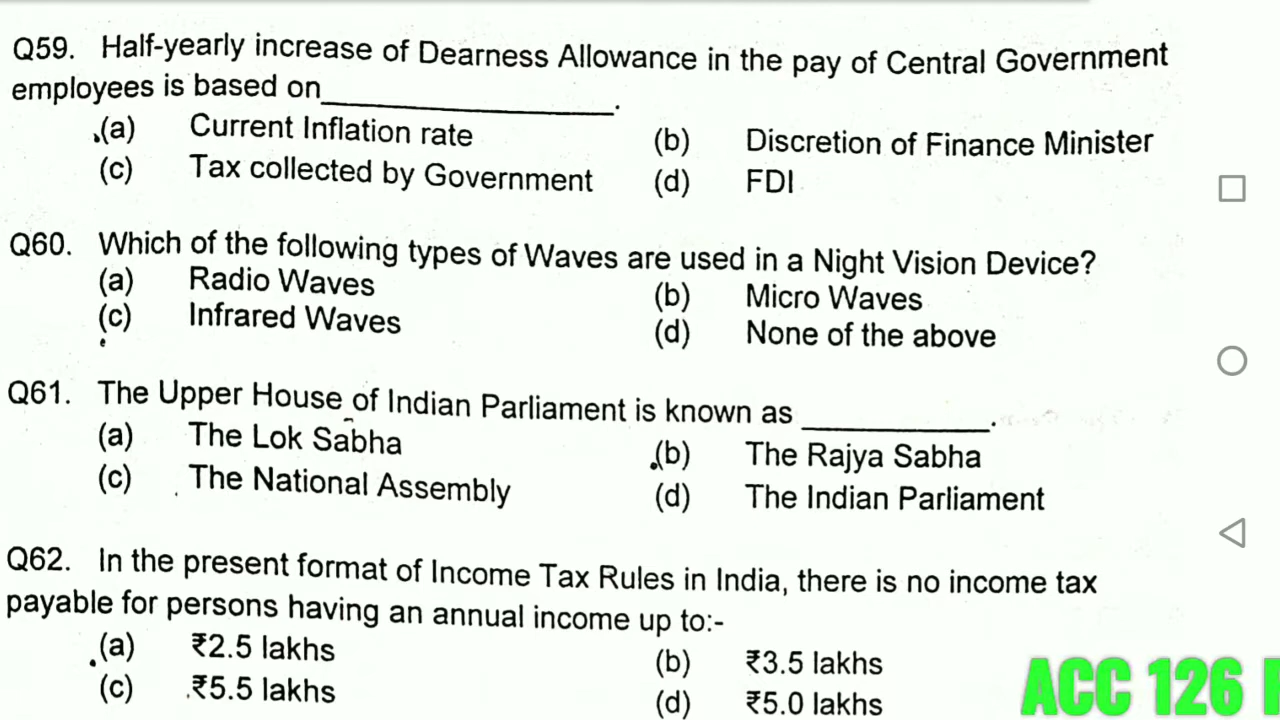 Q59. Half-yearly increase of Dearness Allowance in the pay of Central Government
employees is based on____________________.
(a) Current Inflation rate (b) Discretion of Finance Minister
(c) Tax collected by Government (d) FDI
Q60. Which of the following types of Waves are used in a Night Vision Device?
(a) Radio Waves (b) Micro Waves
(c) Infrared Waves (d) None of the above
Q61. The Upper House of Indian Parliament is known as ____________.
(a) The Lok Sabha (b) The Rajya Sabha
(c) The National Assembly (d) The Indian Parliament
Q62. In the present format of Income Tax Rules in India, there is no income tax
payable for persons having an annual income up to:-
(a) ₹2.5 lakhs (b) ₹3.5 lakhs
(c) ₹5.5 lakhs (d) ₹5.0 lakhs
ACC 126